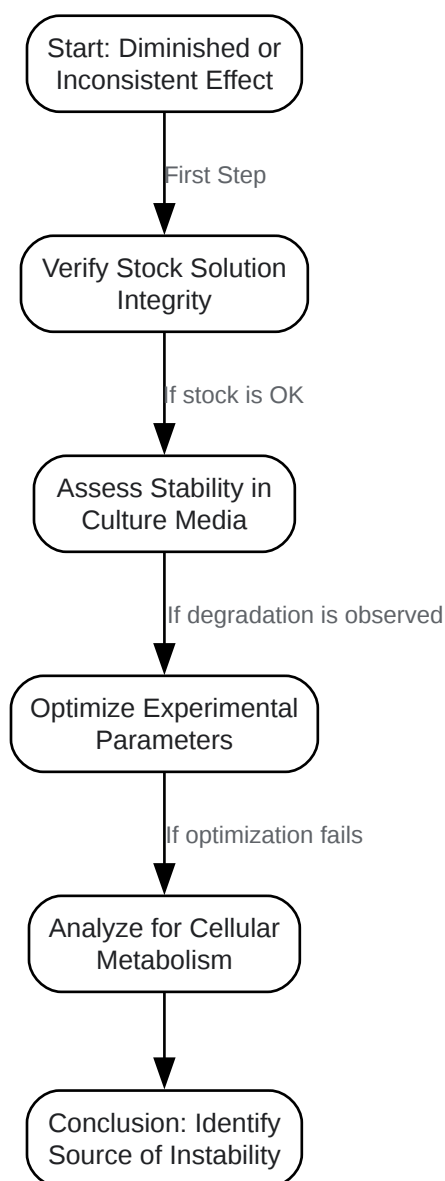 Start: Diminished or
Inconsistent Effect
First Step
Verify Stock Solution
Integrity
If stock is OK
Assess Stability in
Culture Media
If degradation is observed
Optimize Experimental
Parameters
If optimization fails
Analyze for Cellular
Metabolism
Conclusion: Identify
Source of Instability